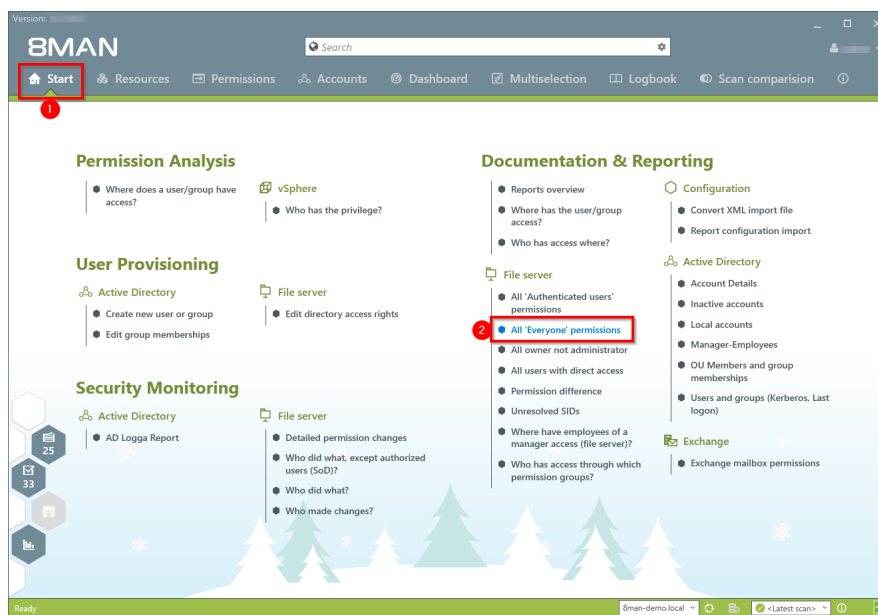 Version:
8MAN
Search
Start
Resources
Permissions
Accounts
Dashboard
Multiselection
Logbook
Scan comparision
1
Permission Analysis
Where does a user/group have
access?
vSphere
Who has the privilege?
User Provisioning
Active Directory
Create new user or group
Edit group memberships
File server
Edit directory access rights
Security Monitoring
Active Directory
AD Logga Report
File server
Detailed permission changes
Who did what, except authorized
users (SoD)?
Who did what?
Who made changes?
Documentation & Reporting
Reports overview
Where has the user/group
access?
Who has access where?
File server
All 'Authenticated users'
permissions
2
All 'Everyone' permissions
All owner not administrator
All users with direct access
Permission difference
Unresolved SIDs
Where have employees of a
manager access (file server)?
Who has access through which
permission groups?
Configuration
Convert XML import file
Report configuration import
Active Directory
Account Details
Inactive accounts
Local accounts
Manager-Employees
OU Members and group
memberships
Users and groups (Kerberos, Last
logon)
Exchange
Exchange mailbox permissions
25
33
Ready
8man-demo.local
<Latest scan>